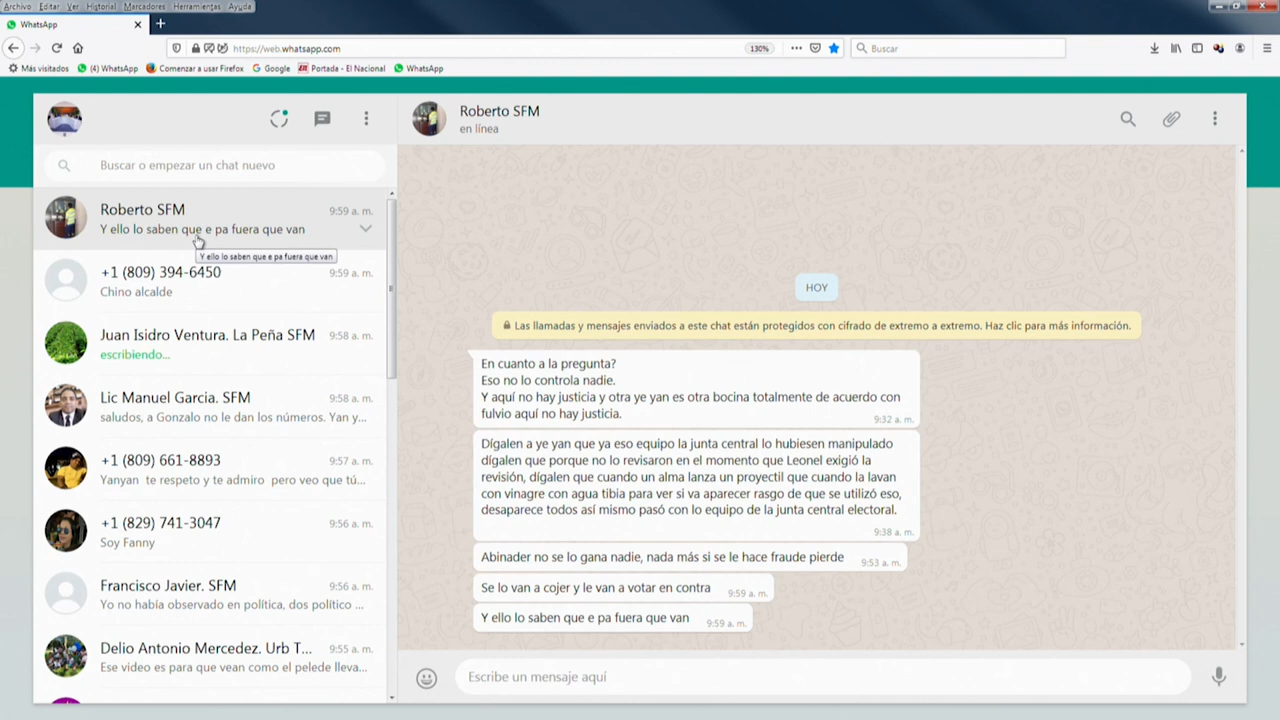 Archivo Editar Ver Historial Marcadores Herramientas Ayuda
WhatsApp
https://web.whatsapp.com
130%
Buscar
Más visitados
(4) WhatsApp
Comenzar a usar Firefox
Google
Portada - El Nacional
WhatsApp
Buscar o empezar un chat nuevo
Roberto SFM
9:59 a. m.
Y ello lo saben que e pa fuera que van
Y ello lo saben que e pa fuera que van
+1 (809) 394-6450
9:59 a. m.
Chino alcalde
Juan Isidro Ventura. La Peña SFM
9:58 a. m.
escribiendo...
Lic Manuel Garcia. SFM
9:58 a. m.
saludos, a Gonzalo no le dan los números. Yan y...
+1 (809) 661-8893
9:57 a. m.
Yanyan te respeto y te admiro pero veo que tú...
+1 (829) 741-3047
9:56 a. m.
Soy Fanny
Francisco Javier. SFM
9:56 a. m.
Yo no había observado en política, dos político ...
Delio Antonio Mercedez. Urb T...
9:55 a. m.
Ese video es para que vean como el pelede lleva...
Roberto SFM
en línea
HOY
Las llamadas y mensajes enviados a este chat están protegidos con cifrado de extremo a extremo. Haz clic para más información.
En cuanto a la pregunta?
Eso no lo controla nadie.
Y aquí no hay justicia y otra ye yan es otra bocina totalmente de acuerdo con
fulvio aquí no hay justicia.
9:32 a. m.
Dígalen a ye yan que ya eso equipo la junta central lo hubiesen manipulado
dígalen que porque no lo revisaron en el momento que Leonel exigió la
revisión, dígalen que cuando un alma lanza un proyectil que cuando la lavan
con vinagre con agua tibia para ver si va aparecer rasgo de que se utilizó eso,
desaparece todos así mismo pasó con lo equipo de la junta central electoral.
9:38 a. m.
Abinader no se lo gana nadie, nada más si se le hace fraude pierde
9:53 a. m.
Se lo van a cojer y le van a votar en contra
9:59 a. m.
Y ello lo saben que e pa fuera que van
9:59 a. m.
Escribe un mensaje aquí